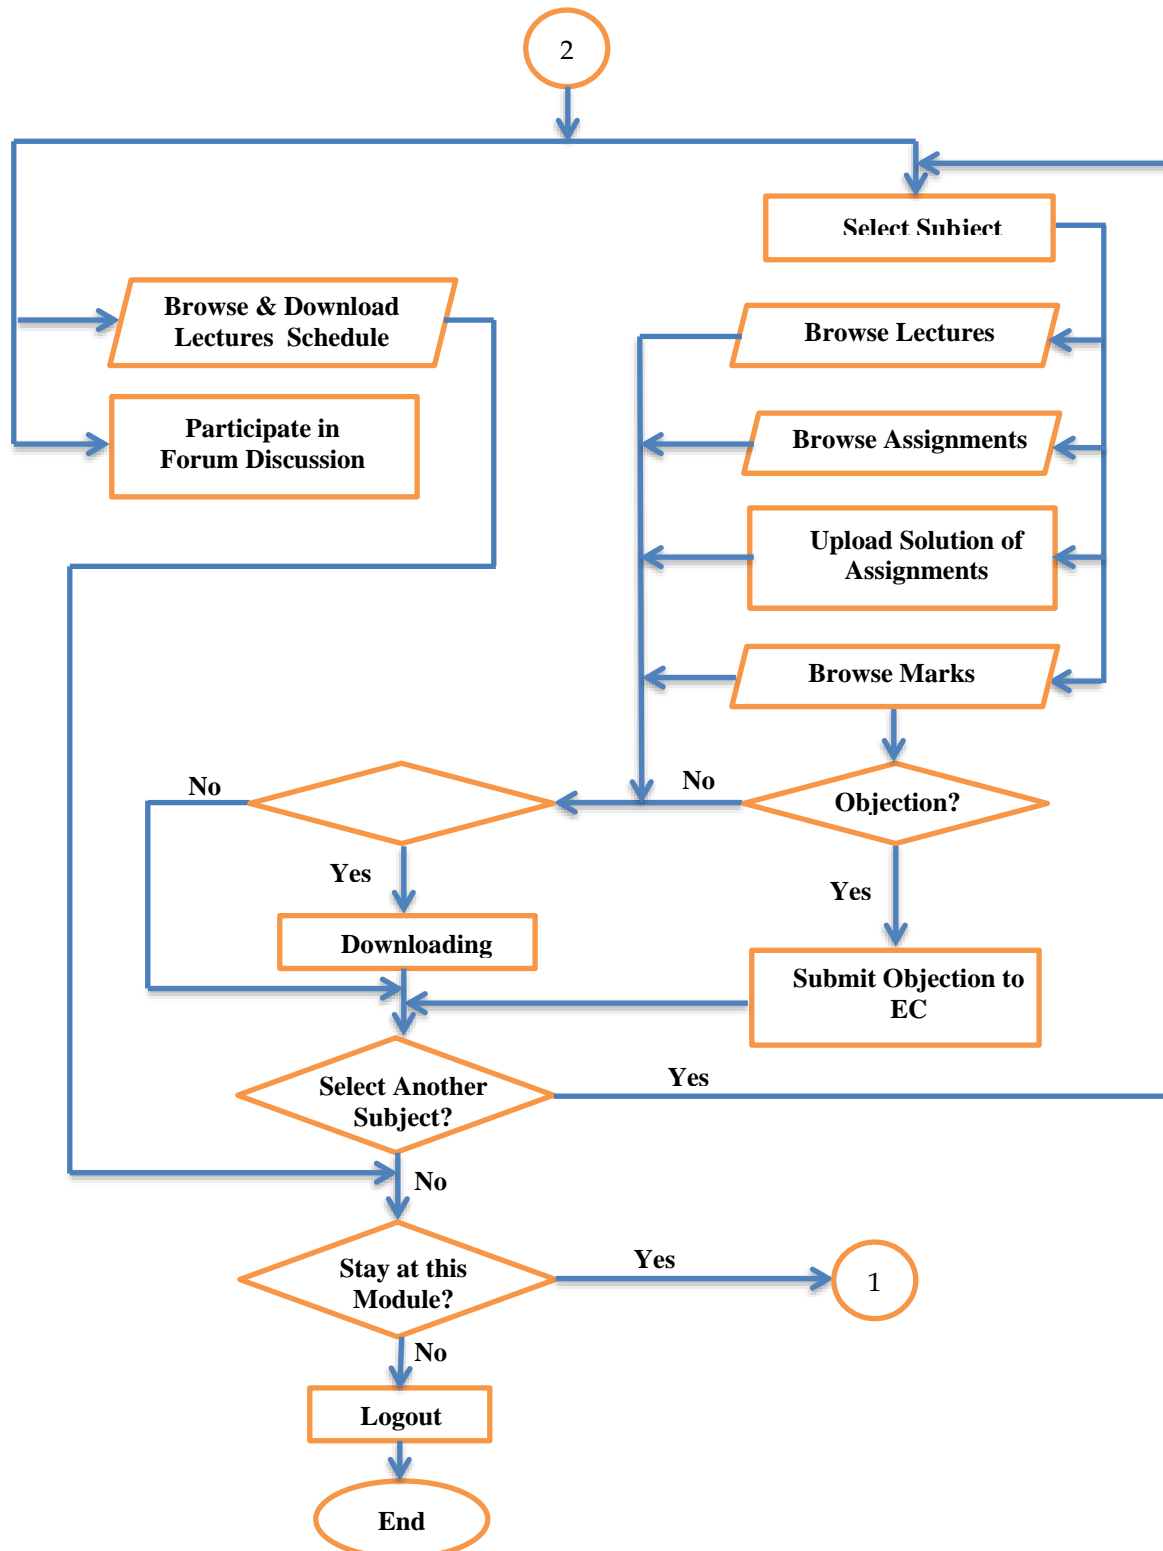 2
Select Subject
Browse & Download
Lectures Schedule
Browse Lectures
Participate in
Forum Discussion
Browse Assignments
Upload Solution of
Assignments
Browse Marks
No
No
Objection?
Yes
Yes
Downloading
Submit Objection to
EC
Select Another
Subject?
Yes
No
Stay at this
Module?
Yes
1
No
Logout
End